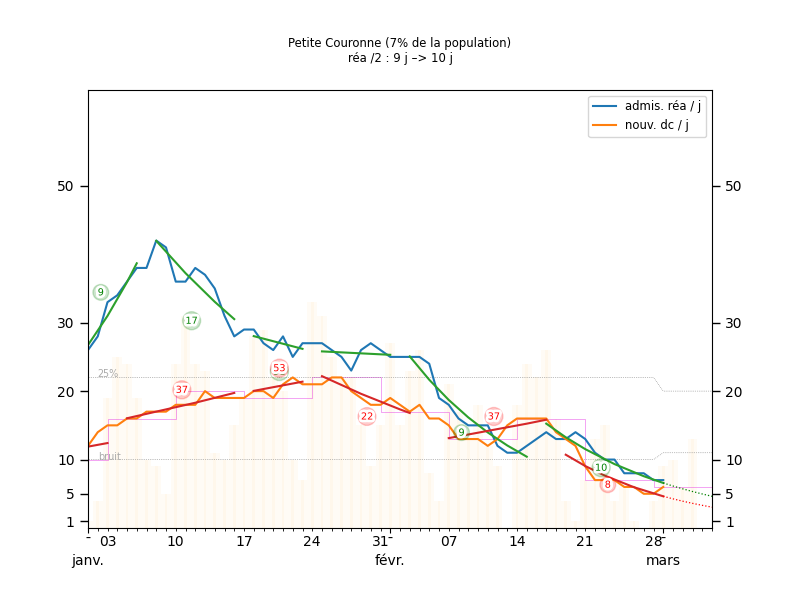 Petite Couronne (7% de la population)
réa /2 : 9 j –> 10 j
admis. réa / j
nouv. dc / j
50 50
30 30
20 20
10 10
5 5
1 1
25%
bruit
9
17
37
53
22
9
37
10
8
- 03 10 17 24 31 - 07 14 21 28 -
janv. févr. mars